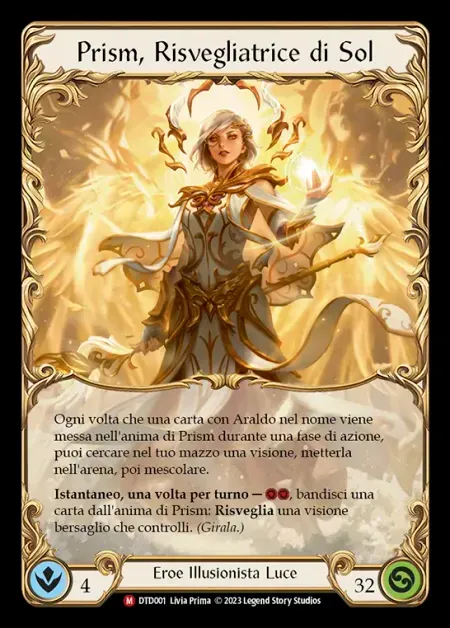 Prism, Risvegliatrice di Sol
Ogni volta che una carta con Araldo nel nome viene
messa nell'anima di Prism durante una fase di azione,
puoi cercare nel tuo mazzo una visione, metterla
nell'arena, poi mescolare.
Istantaneo, una volta per turno — , bandisci una
carta dall'anima di Prism: Risveglia una visione
bersaglio che controlli. (Girala.)
4
Eroe Illusionista Luce
32
M DTD001 Livia Prima © 2023 Legend Story Studios